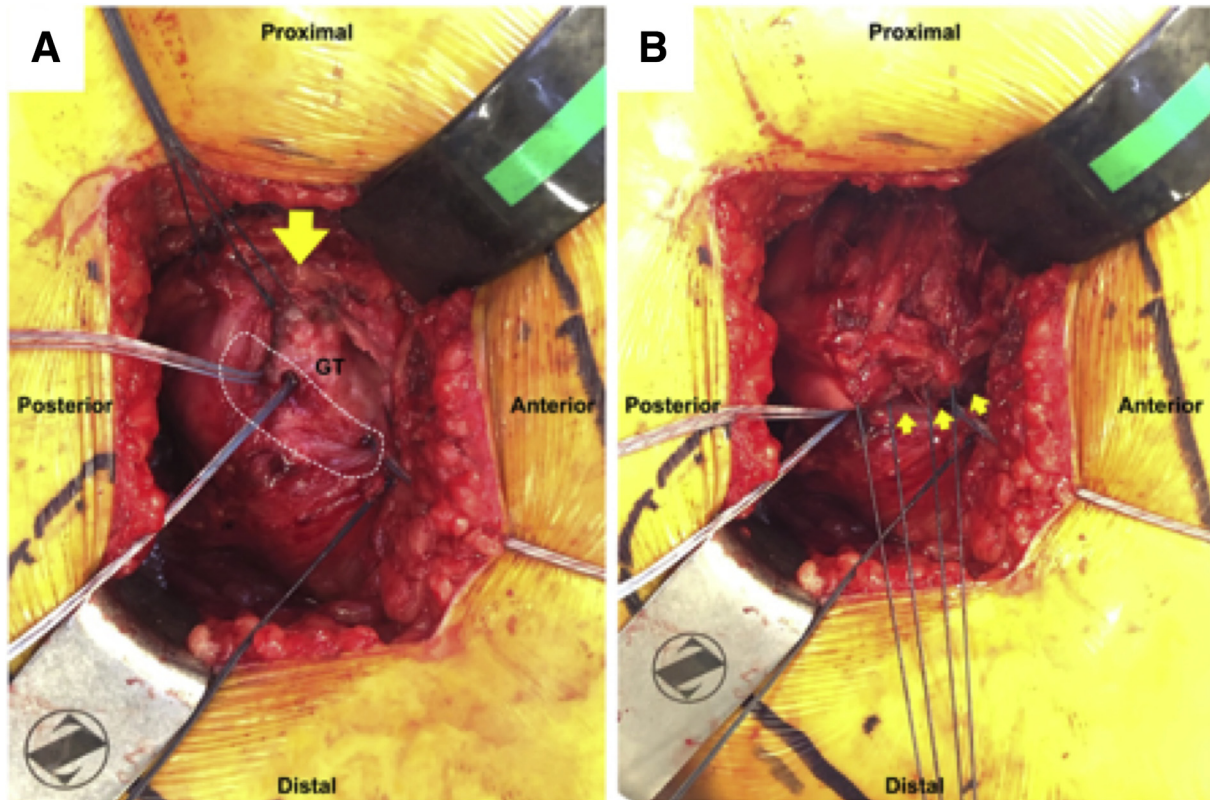 A
Proximal
GT
Posterior
Anterior
Distal
B
Proximal
Posterior
Anterior
Distal